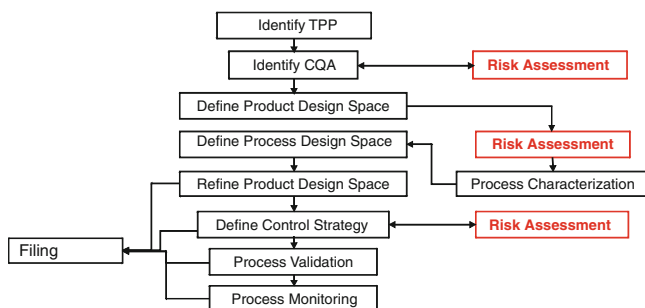 Identify TPP
Identify CQA
Risk Assessment
Define Product Design Space
Define Process Design Space
Risk Assessment
Refine Product Design Space
Process Characterization
Define Control Strategy
Risk Assessment
Filing
Process Validation
Process Monitoring